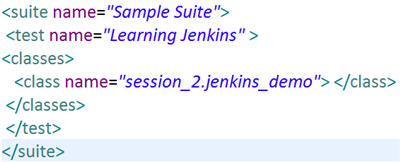 <suite name="Sample Suite">
<test name="Learning Jenkins" >
<classes>
<class name="session_2.jenkins_demo"> </class>
</classes>
</test>
</suite>